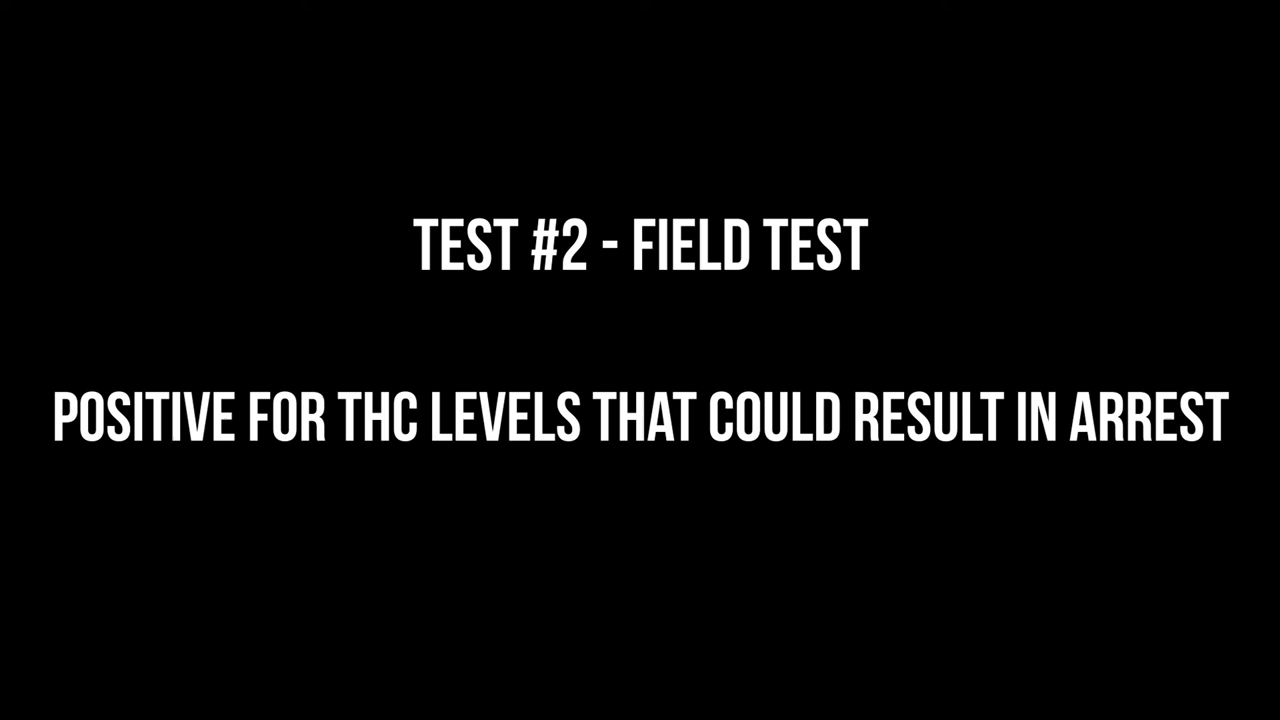 TEST #2 - FIELD TEST
POSITIVE FOR THC LEVELS THAT COULD RESULT IN ARREST